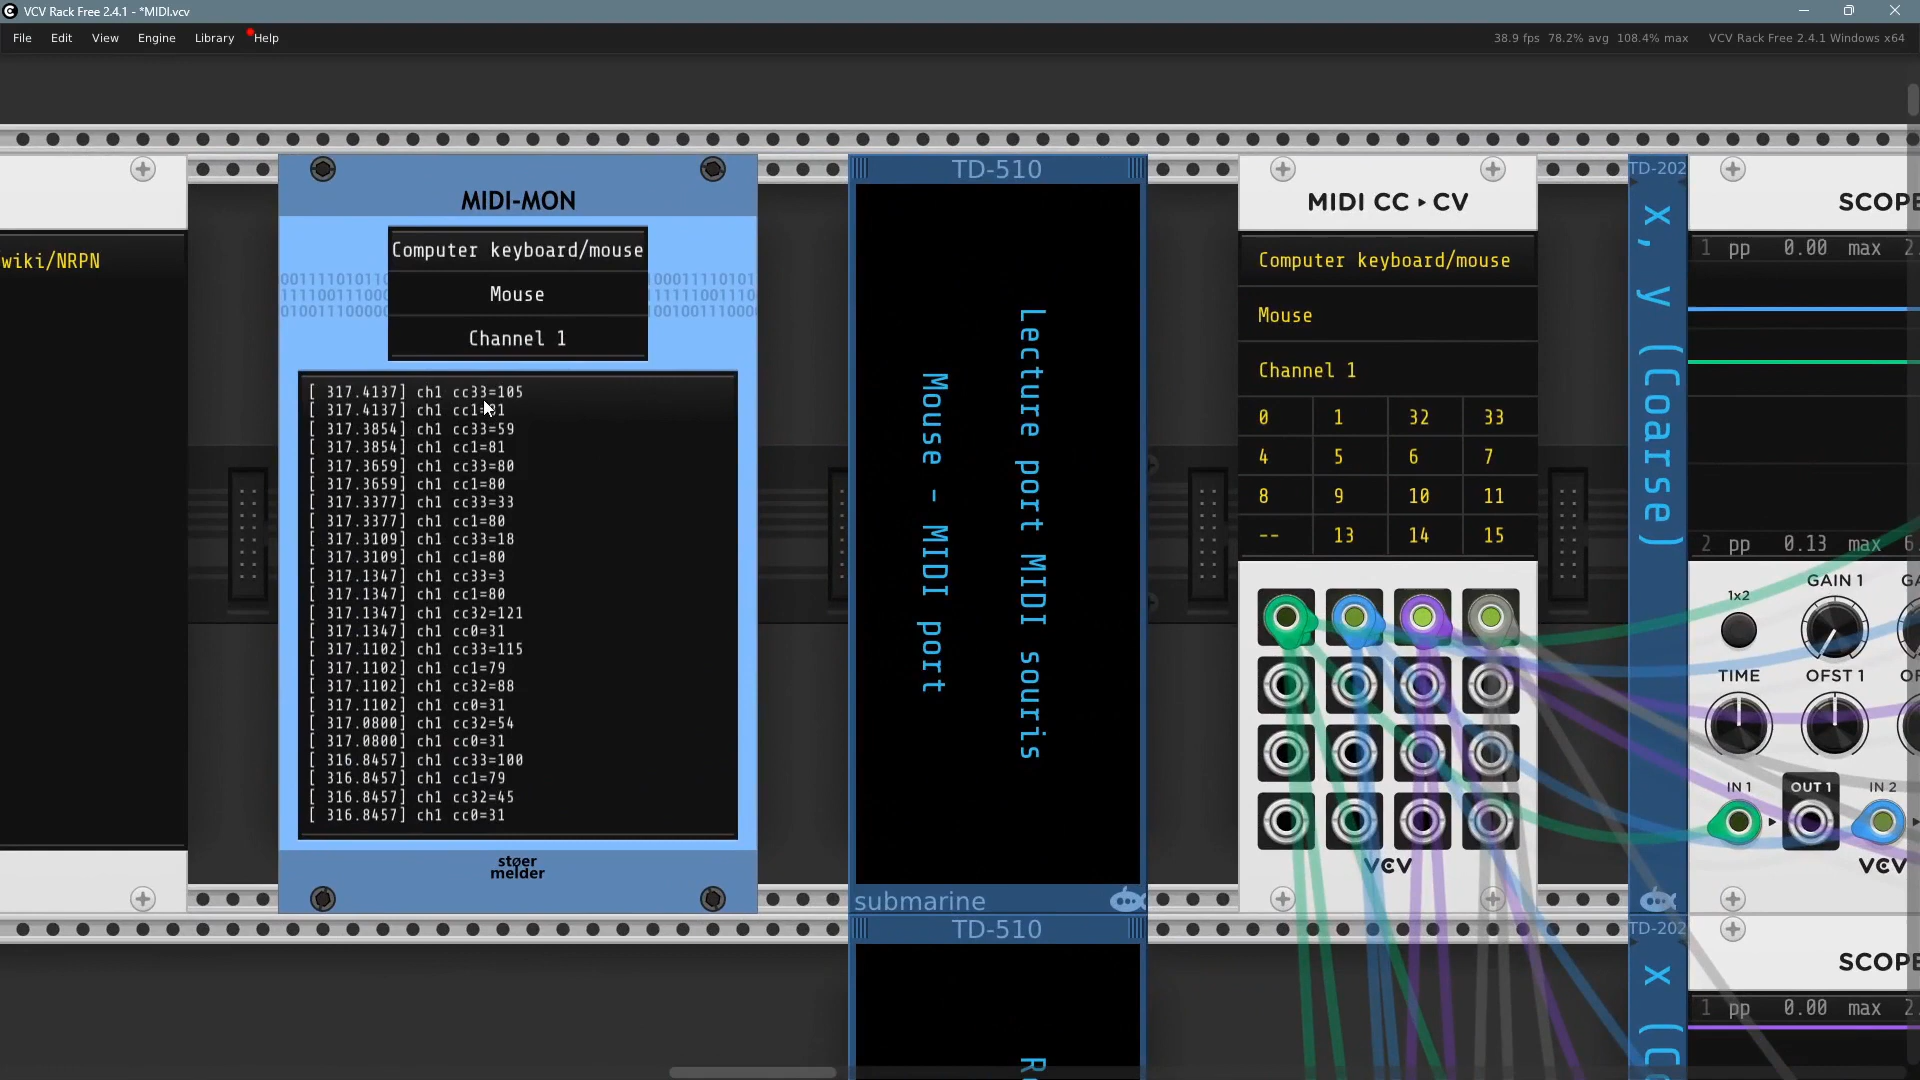 VCV Rack Free 2.4.1 - *MIDI.vcv
File Edit View Engine Library Help
38.9 fps 78.2% avg 108.4% max VCV Rack Free 2.4.1 Windows x64
wiki/NRPN
MIDI-MON
Computer keyboard/mouse
Mouse
Channel 1
[ 317.4137] ch1 cc33=105
[ 317.4137] ch1 cc1=81
[ 317.3854] ch1 cc33=59
[ 317.3854] ch1 cc1=81
[ 317.3659] ch1 cc33=80
[ 317.3659] ch1 cc1=80
[ 317.3377] ch1 cc33=33
[ 317.3377] ch1 cc1=80
[ 317.3109] ch1 cc33=18
[ 317.3109] ch1 cc1=80
[ 317.1347] ch1 cc33=3
[ 317.1347] ch1 cc1=80
[ 317.1347] ch1 cc32=121
[ 317.1347] ch1 cc0=31
[ 317.1102] ch1 cc33=115
[ 317.1102] ch1 cc1=79
[ 317.1102] ch1 cc32=88
[ 317.1102] ch1 cc0=31
[ 317.0800] ch1 cc32=54
[ 317.0800] ch1 cc0=31
[ 316.8457] ch1 cc33=100
[ 316.8457] ch1 cc1=79
[ 316.8457] ch1 cc32=45
[ 316.8457] ch1 cc0=31
støer
melder
TD-510
Lecture port MIDI souris
Mouse - MIDI port
submarine
TD-510
MIDI CC ▸ CV
Computer keyboard/mouse
Mouse
Channel 1
0 1 32 33
4 5 6 7
8 9 10 11
-- 13 14 15
VCV
TD-202
x, y (Coarse)
TD-202
x
SCOPE
1 pp 0.00 max
2 pp 0.13 max
1x2 GAIN 1
TIME OFST 1
IN 1 OUT 1 IN 2
VCV
SCOPE
1 pp 0.00 max